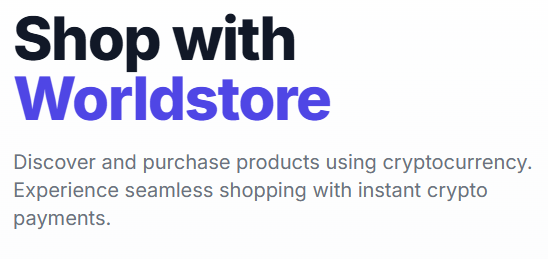 Shop with
Worldstore
Discover and purchase products using cryptocurrency.
Experience seamless shopping with instant crypto
payments.